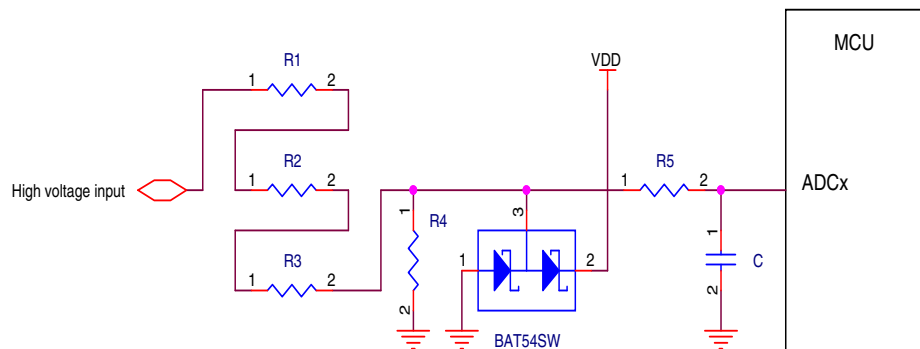 MCU
R1
1 2
VDD
R2
1 2
R5
1 2
High voltage input
ADCx
1
R4
2
3
1 2
BAT54SW
1
C
2
R3
1 2